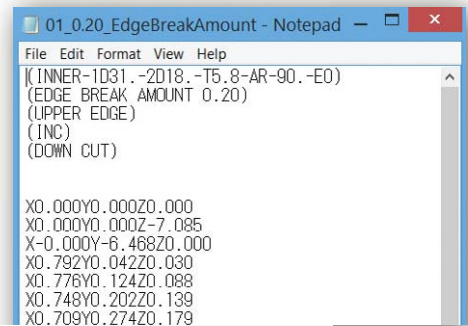 01_0.20_EdgeBreakAmount - Notepad
File Edit Format View Help
(INNER-1D31.-2D18.-T5.8-AR-90.-E0)
(EDGE BREAK AMOUNT 0.20)
(UPPER EDGE)
(INC)
(DOWN CUT)
X0.000Y0.000Z0.000
X0.000Y0.000Z-7.085
X-0.000Y-6.468Z0.000
X0.792Y0.042Z0.030
X0.776Y0.124Z0.088
X0.748Y0.202Z0.139
X0.709Y0.274Z0.179